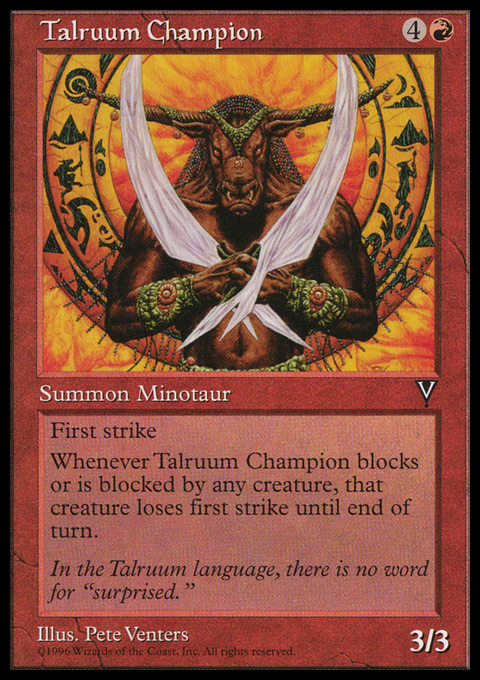 Talruum Champion 4
Summon Minotaur
First strike
Whenever Talruum Champion blocks
or is blocked by any creature, that
creature loses first strike until end of
turn.
In the Talruum language, there is no word
for “surprised.”
Illus. Pete Venters
©1996 Wizards of the Coast, Inc. All rights reserved.
3/3